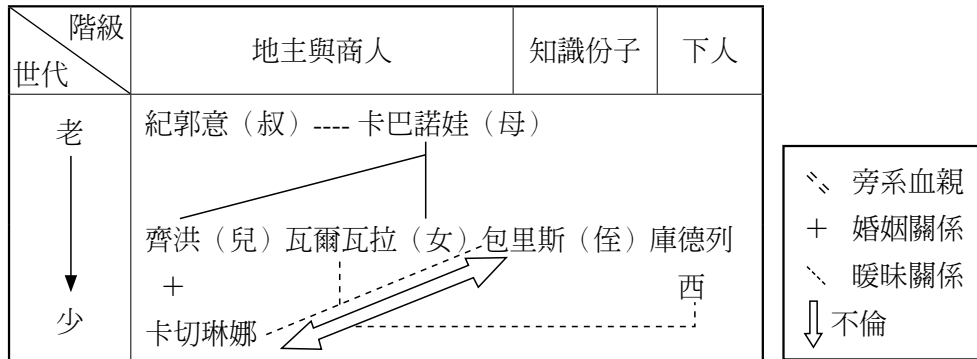 階級
世代
地主與商人
知識份子
下人
老
少
紀郭意（叔）---- 卡巴諾娃（母）
齊洪（兒）瓦爾瓦拉（女）包里斯（侄）庫德列
＋
西
卡切琳娜
旁系血親
＋ 婚姻關係
暧昧關係
不倫